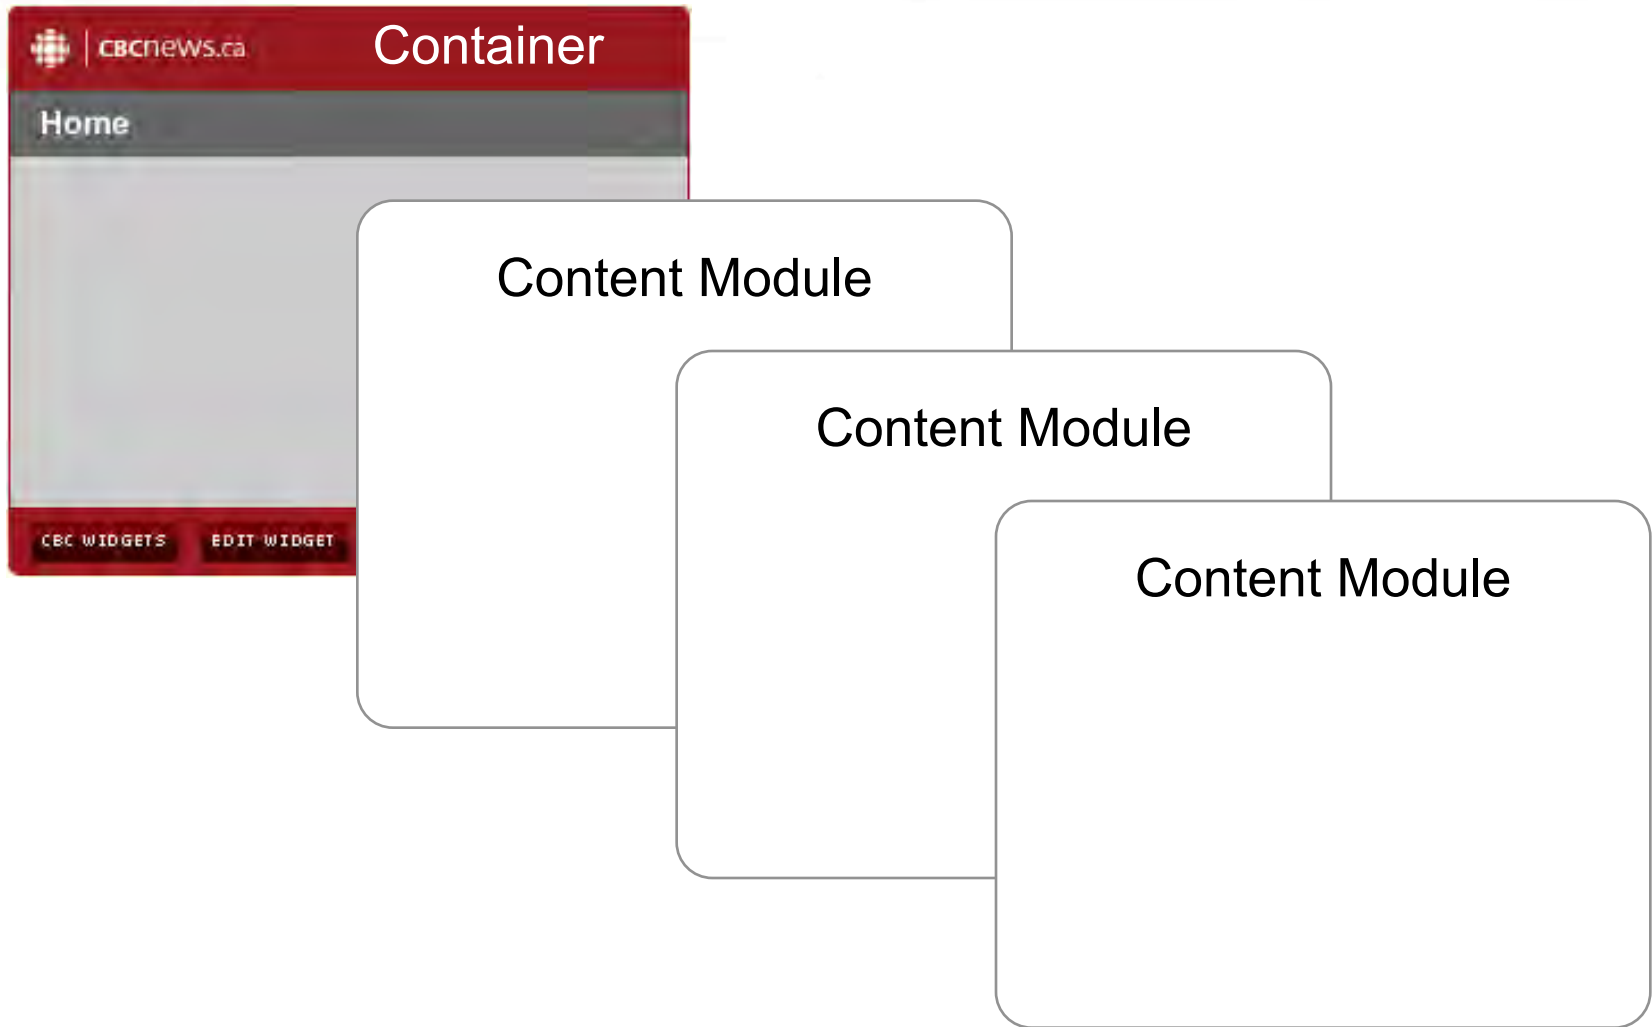 CBCnews.ca
Container
Home
Content Module
Content Module
CBC WIDGETS
EDIT WIDGET
Content Module